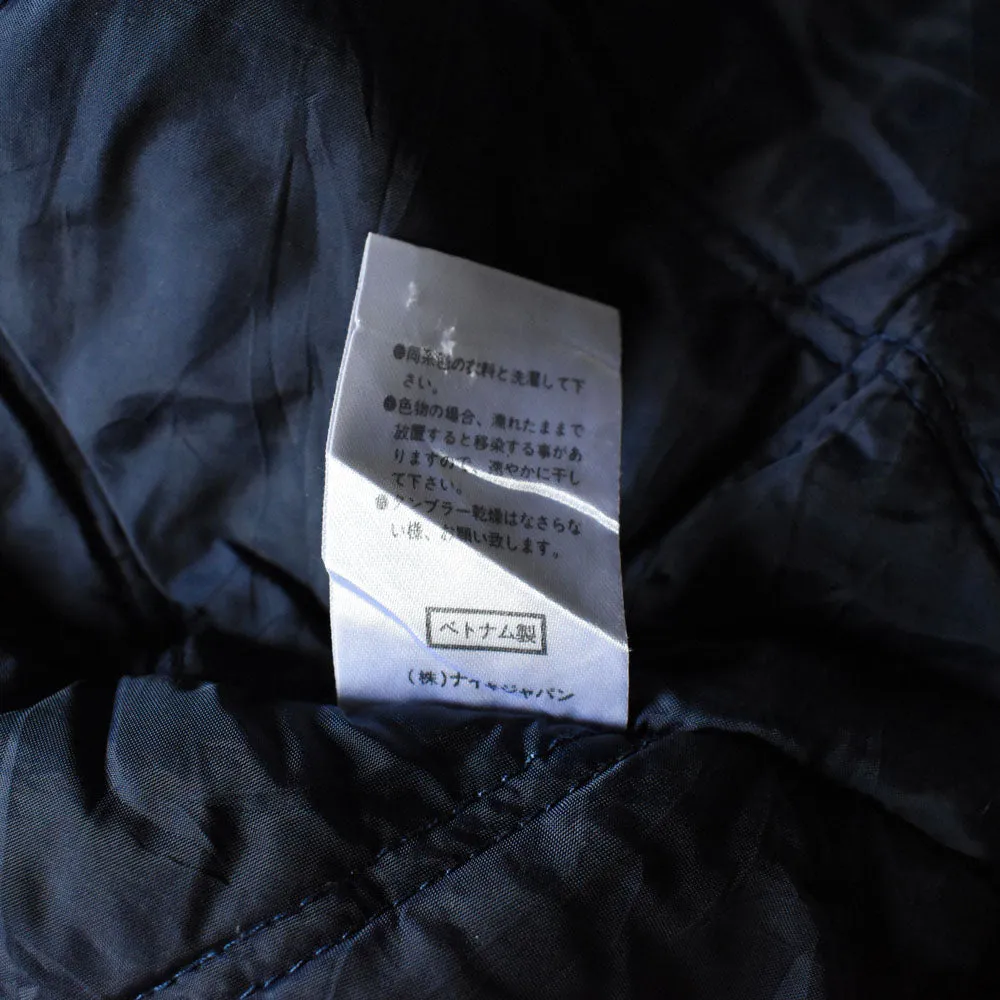 ●同系色の衣料と洗濯して下
さい。
●色物の場合、濡れたままで
放置すると移染する事があ
りますので、速やかに干し
て下さい。
●タンブラー乾燥はなさらな
い様、お願い致します。
ベトナム製
(株)ナイキジャパン